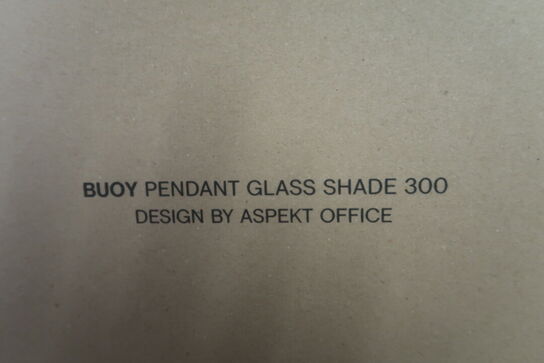 BUOY PENDANT GLASS SHADE 300
DESIGN BY ASPEKT OFFICE